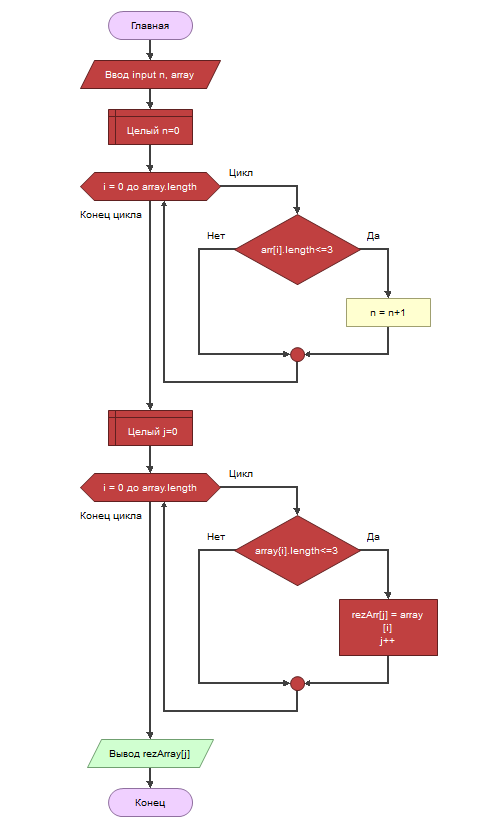 Главная
Ввод input n, array
Целый n=0
i = 0 до array.length
Цикл
Конец цикла
Нет
arr[i].length<=3
Да
n = n+1
Целый j=0
i = 0 до array.length
Цикл
Конец цикла
Нет
array{i].length<=3
Да
rezArr[j] = array
[i]
j++
Вывод rezArray[j]
Конец